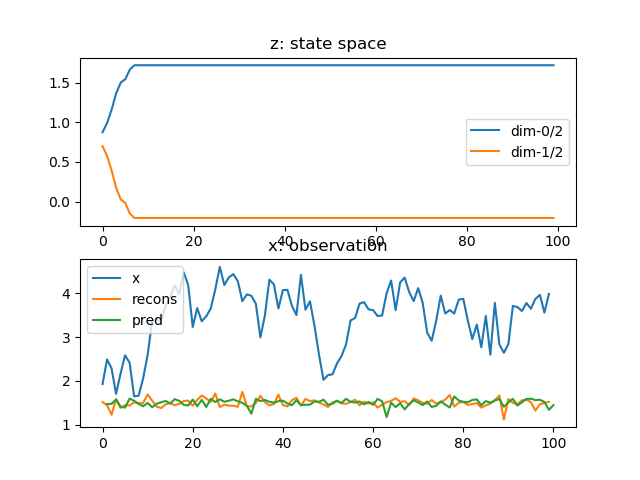 z: state space
1.5
1.0
0.5
0.0
dim-0/2
dim-1/2
0 20 40 60 80 100
x: observation
4
3
2
1
x
recons
pred
0 20 40 60 80 100